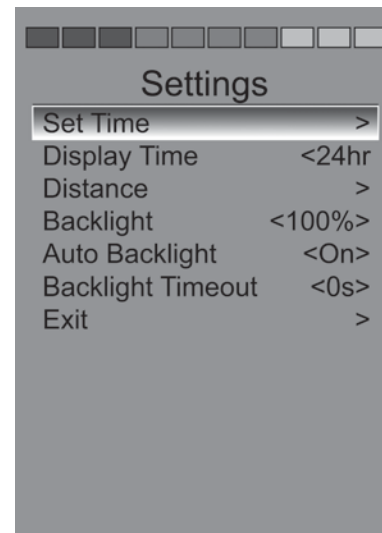 Settings
Set Time >
Display Time <24hr
Distance >
Backlight <100%>
Auto Backlight <On>
Backlight Timeout <0s>
Exit >